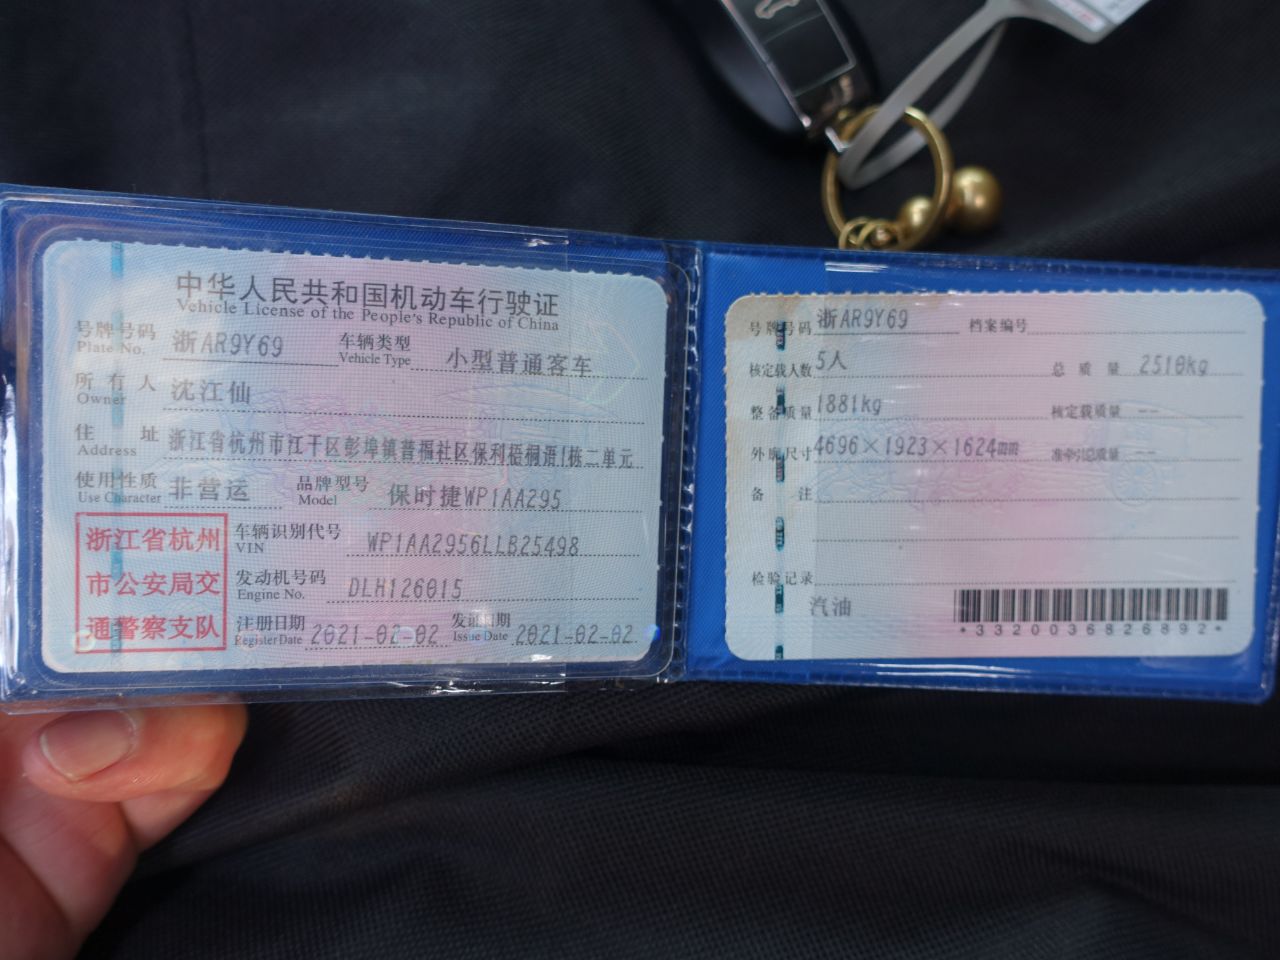 中华人民共和国机动车行驶证
Vehicle License of the People's Republic of China
号牌号码 浙AR9Y69 车辆类型 小型普通客车
Plate No. Vehicle Type
所有人 沈江仙
Owner
住址 浙江省杭州市江干区彭埠镇普福社区保利梧桐语1栋二单元
Address
使用性质 非营运 品牌型号 保时捷WP1AA295
Use Character Model
浙江省杭州
市公安局交
通警察支队
车辆识别代号 WP1AA2956LLB25498
VIN
发动机号码 DLH126015
Engine No.
注册日期 2021-02-02 发证日期 2021-02-02
Register Date Issue Date
号牌号码 浙AR9Y69 档案编号
核定载人数 5人 总质量 2510kg
整备质量 1881kg 核定载质量 --
外廓尺寸 4696×1923×1624mm 准牵引总质量 --
备注
检验记录
汽油
*3320036826892*